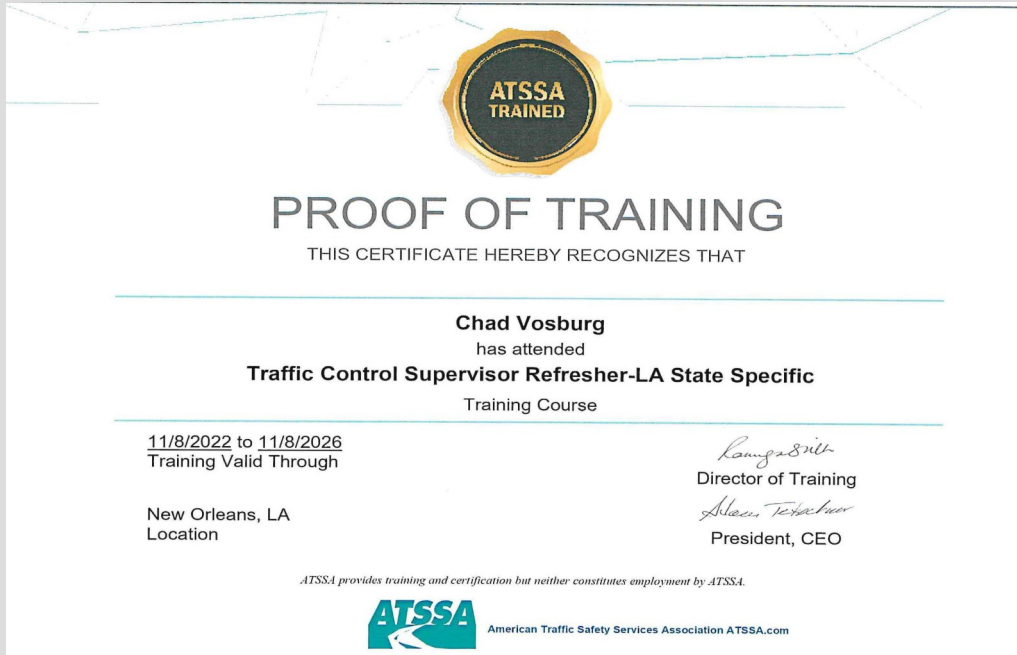 ATSSA
TRAINED
PROOF OF TRAINING
THIS CERTIFICATE HEREBY RECOGNIZES THAT
Chad Vosburg
has attended
Traffic Control Supervisor Refresher-LA State Specific
Training Course
11/8/2022 to 11/8/2026
Training Valid Through
Director of Training
New Orleans, LA
Location
President, CEO
ATSSA provides training and certification but neither constitutes employment by ATSSA.
ATSSA
American Traffic Safety Services Association ATSSA.com